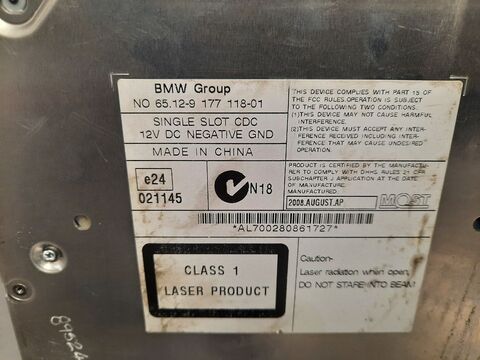 BMW Group
NO 65.12-9 177 118-01
SINGLE SLOT CDC
12V DC NEGATIVE GND
MADE IN CHINA
e24
021145
N18
THIS DEVICE COMPLIES WITH PART 15 OF
THE FCC RULES.OPERATION IS SUBJECT
TO THE FOLLOWING TWO CONDITIONS.
(1)THIS DEVICE MAY NOT CAUSE HARMFUL
INTERFERENCE.
(2)THIS DEVICE MUST ACCEPT ANY INTER-
FERENCE RECEIVED INCLUDING INTER-
FERENCE THAT MAY CAUSE UNDESIRED
OPERATION.
PRODUCT IS CERTIFIED BY THE MANUFACT-
URER TO COMPLY WITH DHHS RULES 21 CFR
SUBCHAPTER J APPLICATION AT THE DATE
OF MANUFACTURE.
MANUFACTURED.
2008.AUGUST.AP
MOST
*AL700280861727*
CLASS 1
LASER PRODUCT
Caution-
Laser radiation when open,
DO NOT STARE INTO BEAM